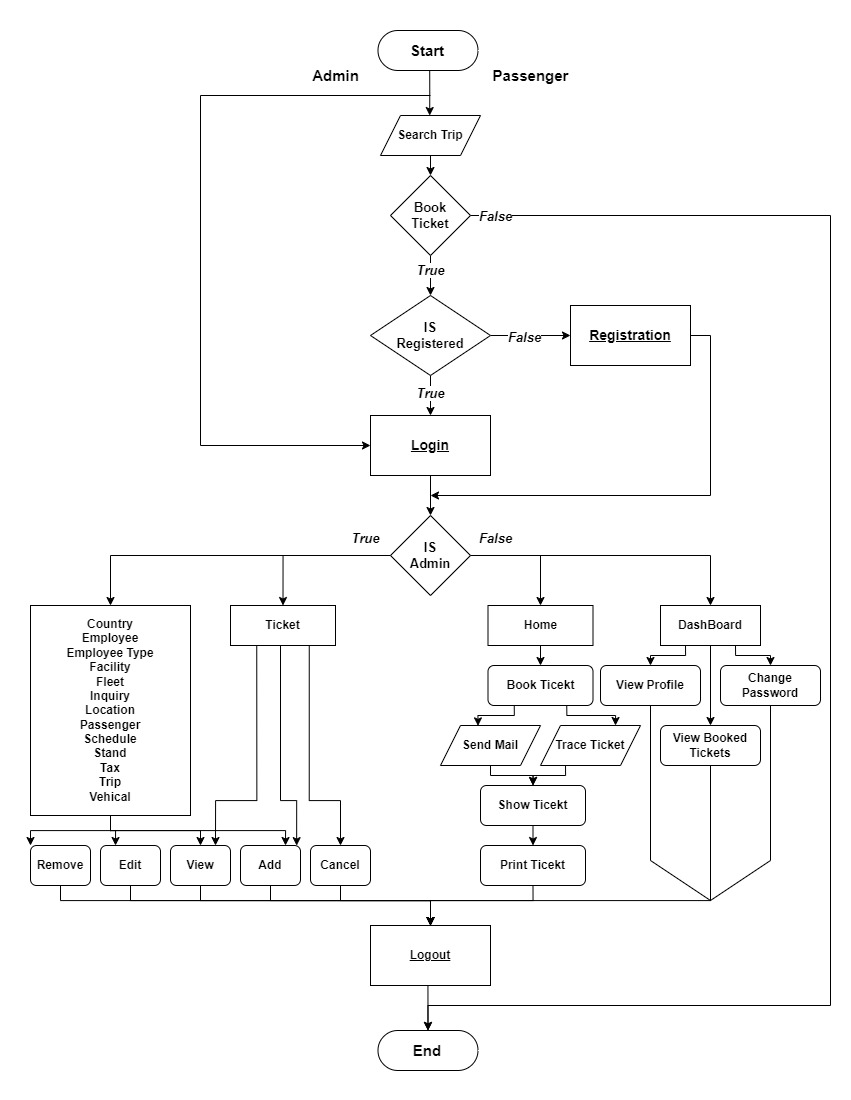 Start
Admin
Passenger
Search Trip
Book
Ticket
False
True
IS
Registered
False
Registration
True
Login
True
IS
Admin
False
Country
Employee
Employee Type
Facility
Fleet
Inquiry
Location
Passenger
Schedule
Stand
Tax
Trip
Vehical
Ticket
Home
DashBoard
Book Ticekt
View Profile
Change
Password
Send Mail
Trace Ticket
View Booked
Tickets
Show Ticekt
Remove
Edit
View
Add
Cancel
Print Ticekt
Logout
End